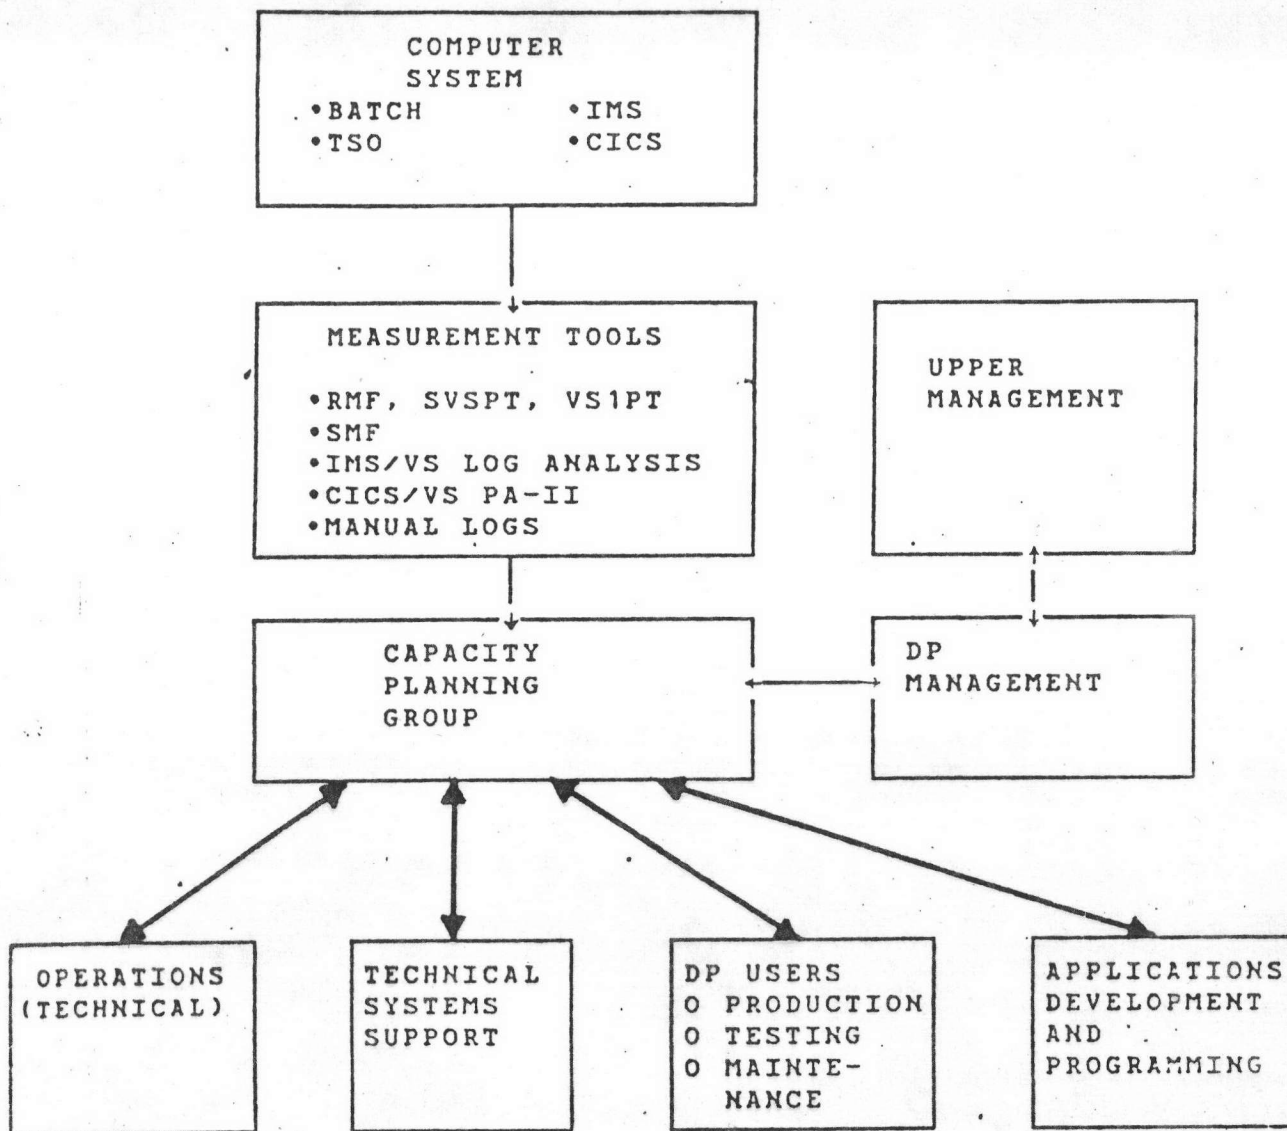 COMPUTER
SYSTEM
•BATCH •IMS
•TSO •CICS
MEASUREMENT TOOLS
•RMF, SVSPT, VS1PT
•SMF
•IMS/VS LOG ANALYSIS
•CICS/VS PA-II
•MANUAL LOGS
UPPER
MANAGEMENT
CAPACITY
PLANNING
GROUP
DP
MANAGEMENT
OPERATIONS
(TECHNICAL)
TECHNICAL
SYSTEMS
SUPPORT
DP USERS
O PRODUCTION
O TESTING
O MAINTE-
NANCE
APPLICATIONS
DEVELOPMENT
AND
PROGRAMMING